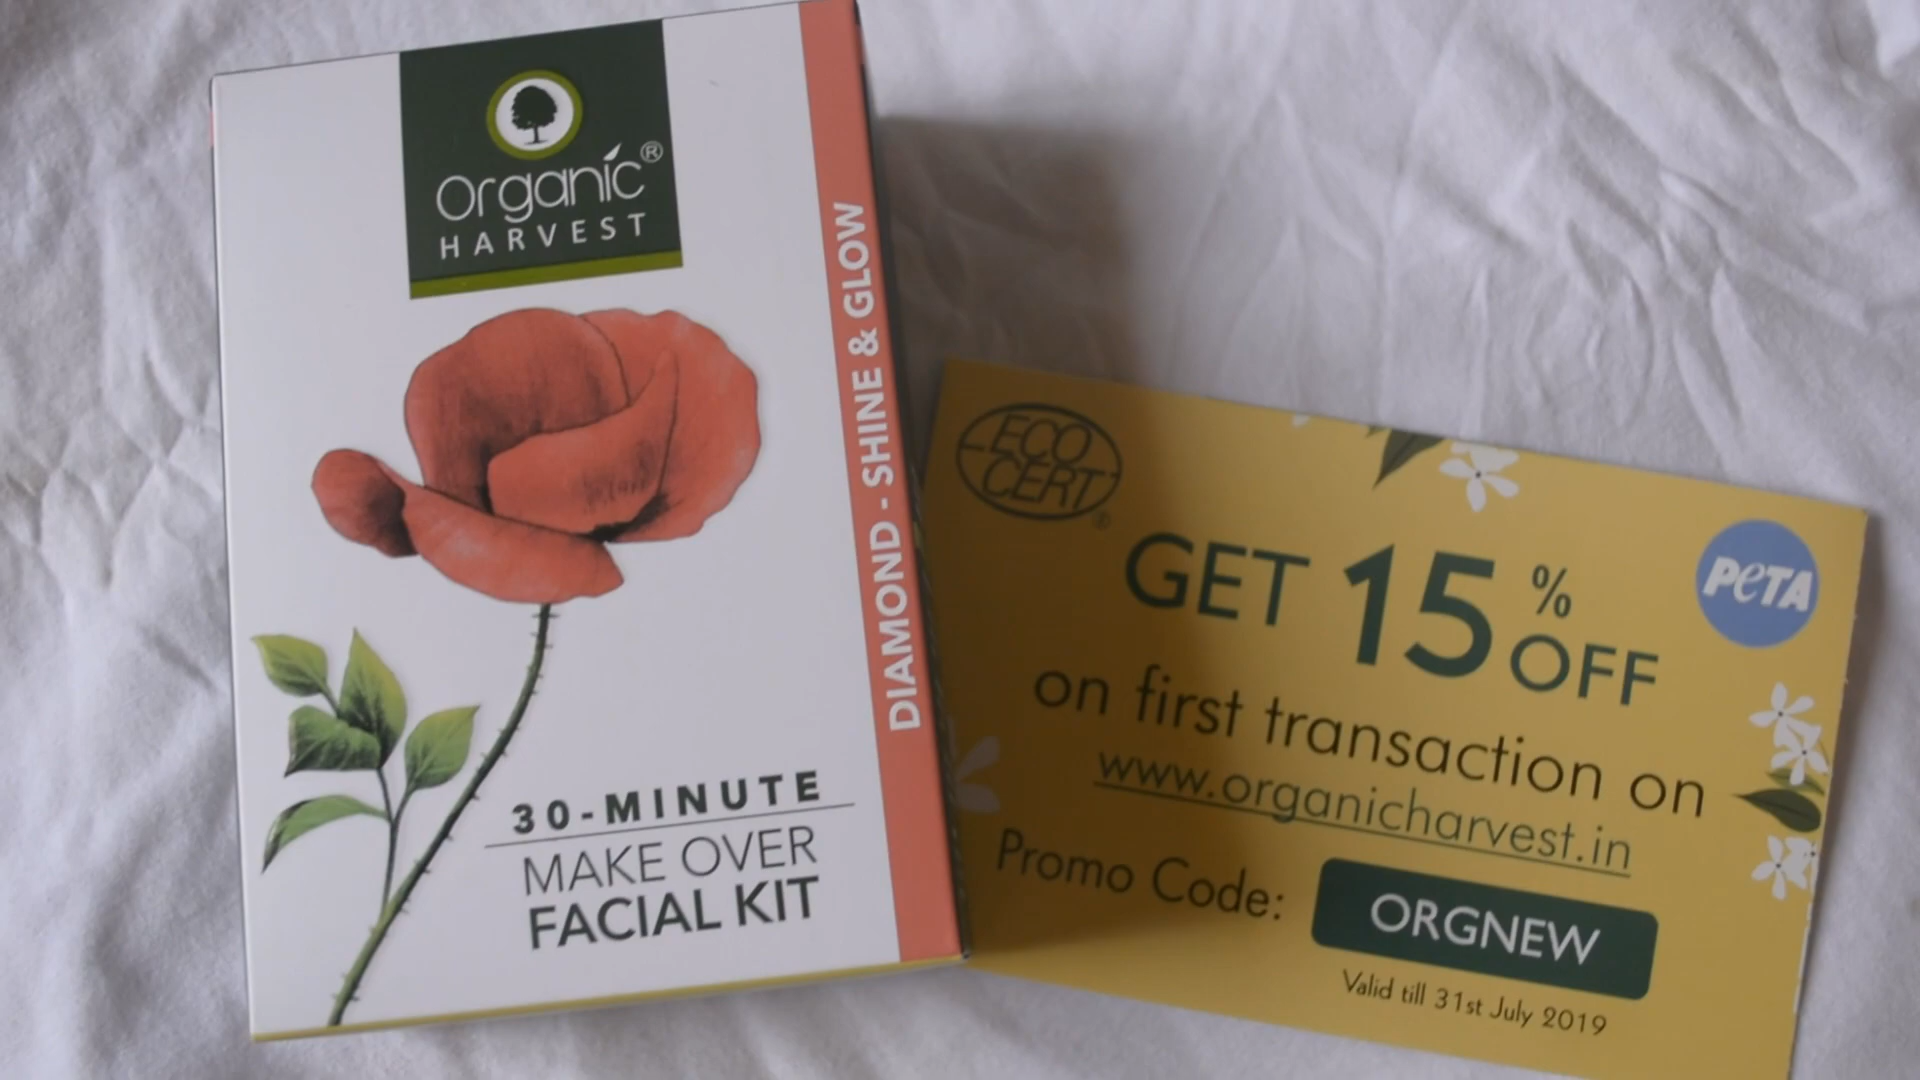 Organic®
HARVEST
DIAMOND - SHINE & GLOW
30-MINUTE
MAKE OVER
FACIAL KIT
ECO
CERT
®
PeTA
GET 15% OFF
on first transaction on
www.organicharvest.in
Promo Code: ORGNEW
Valid till 31st July 2019